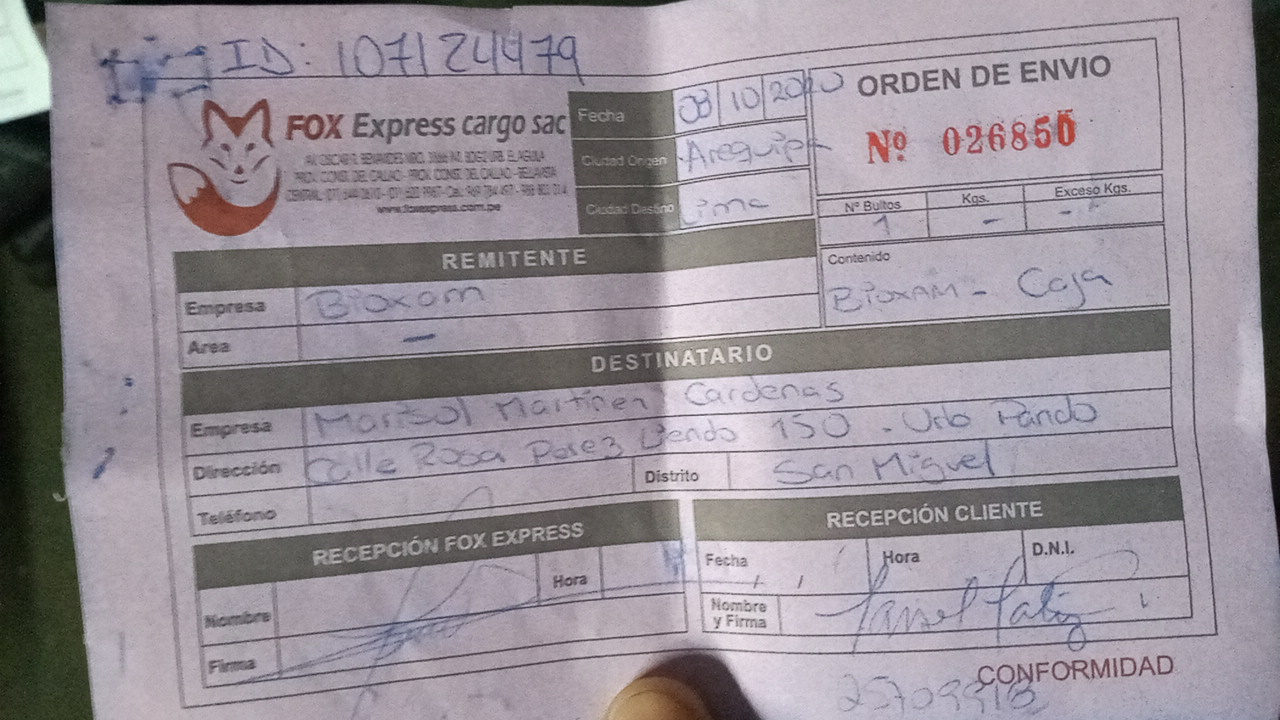 ID: 107124479
FOX Express cargo sac
www.foxexpress.com.pe
Fecha 03 10 2020
Ciudad Origen Arequipa
Ciudad Destino Lima
ORDEN DE ENVIO
Nº 026850
Nº Bultos Kgs. Exceso Kgs.
1 - -
Contenido
BIOXAM - Caja
REMITENTE
Empresa Bioxam
Area -
DESTINATARIO
Empresa Marisol Martinez Cardenas
Dirección Calle Rosa Perez Liendo 150 - Urb Pando
Teléfono Distrito San Miguel
RECEPCIÓN FOX EXPRESS
Nombre Hora
Firma
RECEPCIÓN CLIENTE
Fecha / / Hora D.N.I.
Nombre y Firma
CONFORMIDAD